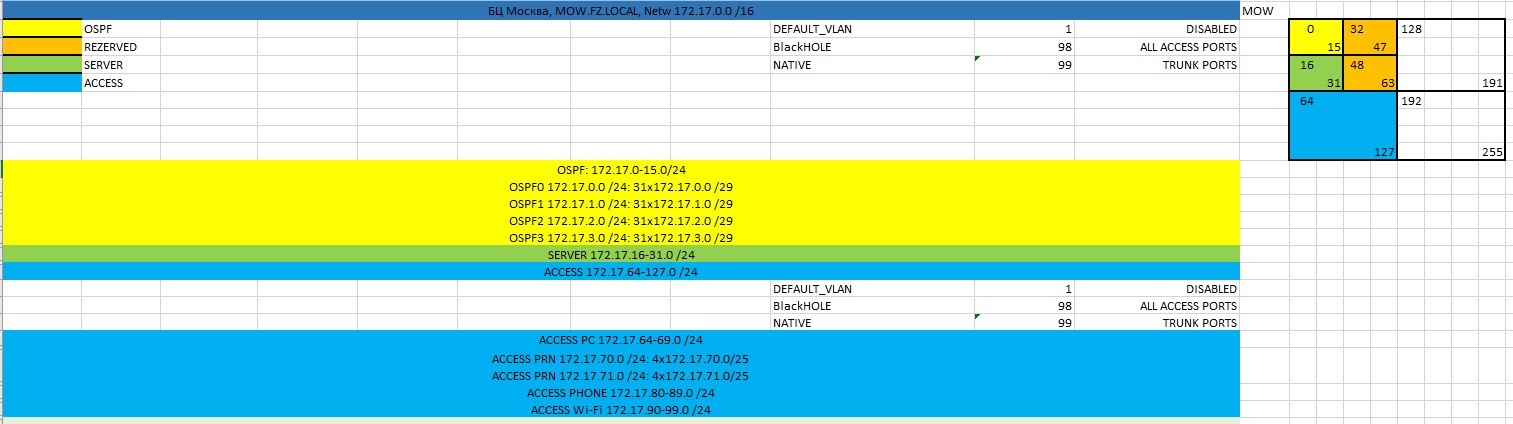 БЦ Москва, MOW.FZ.LOCAL, Netw 172.17.0.0 /16 MOW
OSPF DEFAULT_VLAN 1 DISABLED 0 32 128
REZERVED BlackHOLE 98 ALL ACCESS PORTS 15 47
SERVER NATIVE 99 TRUNK PORTS 16 48
ACCESS 31 63 191
64 192
127 255
OSPF: 172.17.0-15.0/24
OSPF0 172.17.0.0 /24: 31x172.17.0.0 /29
OSPF1 172.17.1.0 /24: 31x172.17.1.0 /29
OSPF2 172.17.2.0 /24: 31x172.17.2.0 /29
OSPF3 172.17.3.0 /24: 31x172.17.3.0 /29
SERVER 172.17.16-31.0 /24
ACCESS 172.17.64-127.0 /24
DEFAULT_VLAN 1 DISABLED
BlackHOLE 98 ALL ACCESS PORTS
NATIVE 99 TRUNK PORTS
ACCESS PC 172.17.64-69.0 /24
ACCESS PRN 172.17.70.0 /24: 4x172.17.70.0/25
ACCESS PRN 172.17.71.0 /24: 4x172.17.71.0/25
ACCESS PHONE 172.17.80-89.0 /24
ACCESS Wi-Fi 172.17.90-99.0 /24